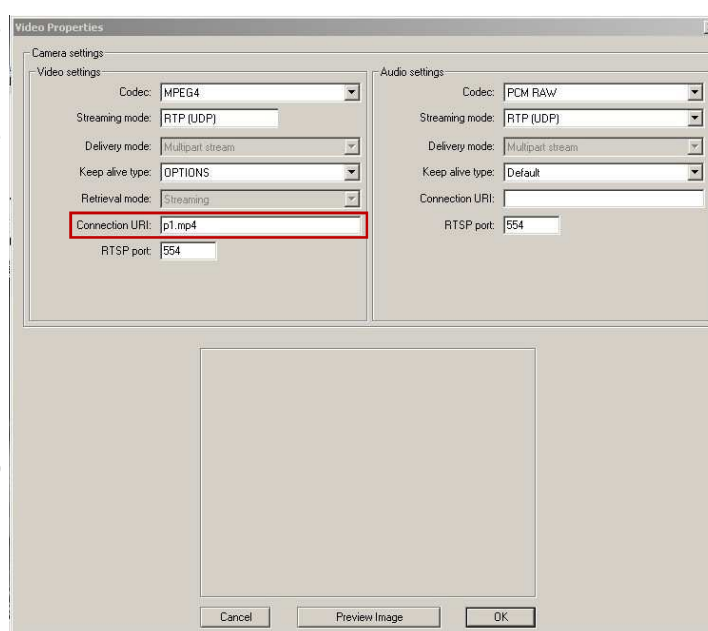 Video Properties
Camera settings
Video settings
Codec: MPEG4
Streaming mode: RTP (UDP)
Delivery mode: Multipart stream
Keep alive type: OPTIONS
Retrieval mode: Streaming
Connection URI: p1.mp4
RTSP port: 554
Audio settings
Codec: PCM RAW
Streaming mode: RTP (UDP)
Delivery mode: Multipart stream
Keep alive type: Default
Connection URI:
RTSP port: 554
Cancel
Preview Image
OK